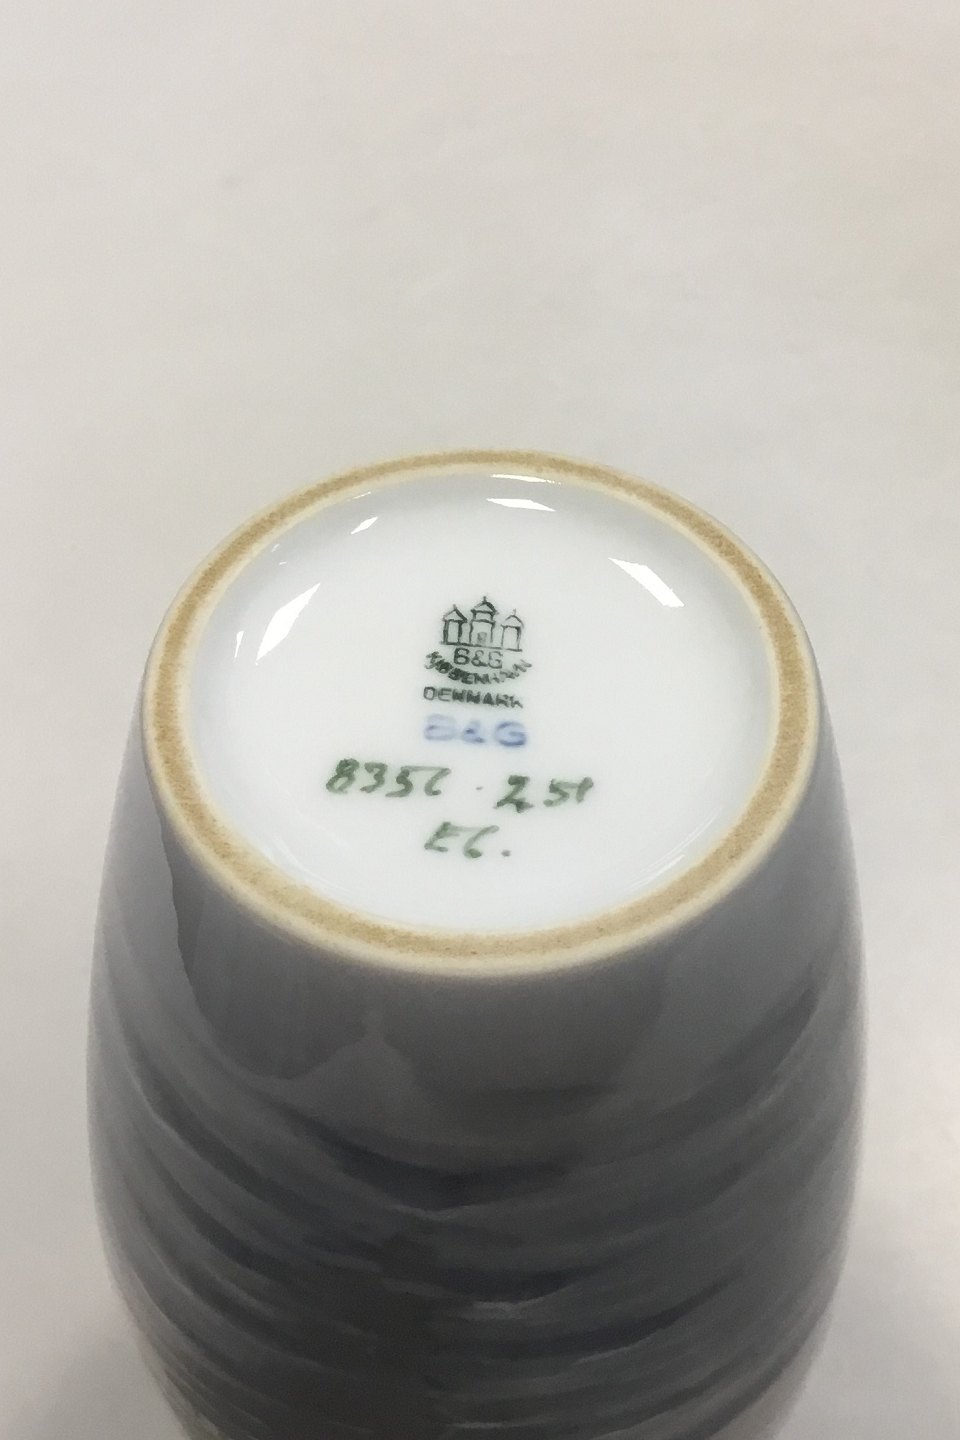 B&G
KJØBENHAVN
DENMARK
B&G
8356 · 251
EC.